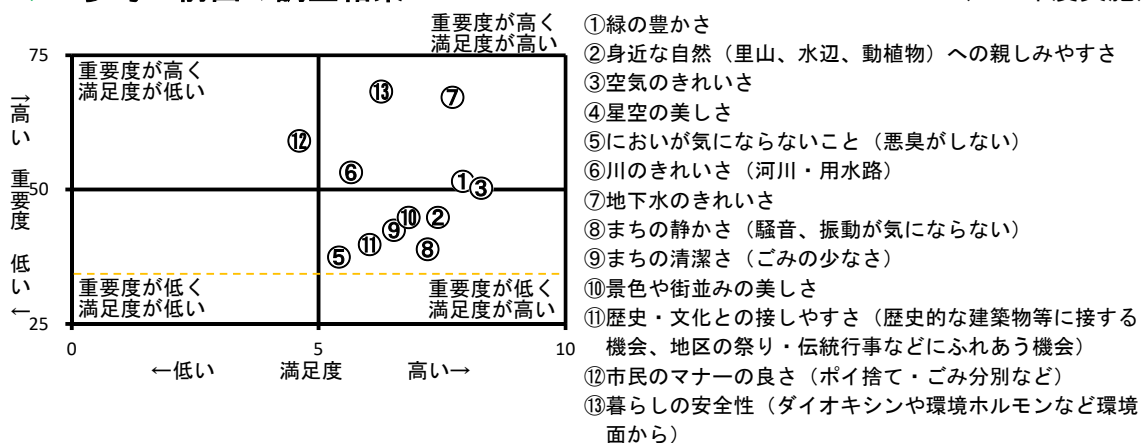 重要度が高く
満足度が高い
75
重要度が高く
満足度が低い
⑬
⑦
⑫
⑥
①
③
50
⑩
②
⑨
⑪
⑧
⑤
重要度が低く
満足度が低い
重要度が低く
満足度が高い
25
0
5
10
←低い 満足度 高い→
→高い 重要度 低い←
①緑の豊かさ
②身近な自然（里山、水辺、動植物）への親しみやすさ
③空気のきれいさ
④星空の美しさ
⑤においが気にならないこと（悪臭がしない）
⑥川のきれいさ（河川・用水路）
⑦地下水のきれいさ
⑧まちの静かさ（騒音、振動が気にならない）
⑨まちの清潔さ（ごみの少なさ）
⑩景色や街並みの美しさ
⑪歴史・文化との接しやすさ（歴史的な建築物等に接する
機会、地区の祭り・伝統行事などにふれあう機会）
⑫市民のマナーの良さ（ポイ捨て・ごみ分別など）
⑬暮らしの安全性（ダイオキシンや環境ホルモンなど環境
面から）